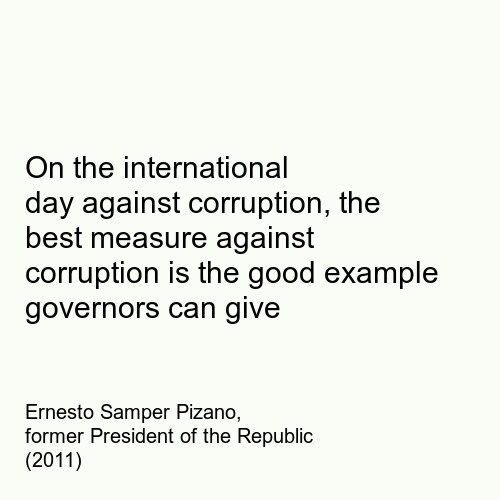 On the international
day against corruption, the
best measure against
corruption is the good example
governors can give
Ernesto Samper Pizano,
former President of the Republic
(2011)